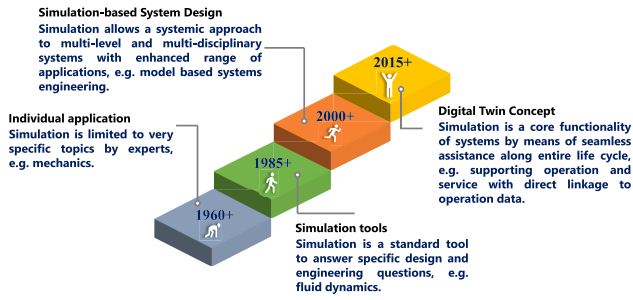 Simulation-based System Design
Simulation allows a systemic approach
to multi-level and multi-disciplinary
systems with enhanced range of
applications, e.g. model based systems
engineering.
2015+
Individual application
Simulation is limited to very
specific topics by experts,
e.g. mechanics.
2000+
Digital Twin Concept
Simulation is a core functionality
of systems by means of seamless
assistance along entire life cycle,
e.g. supporting operation and
service with direct linkage to
operation data.
1985+
1960+
Simulation tools
Simulation is a standard tool
to answer specific design and
engineering questions, e.g.
fluid dynamics.